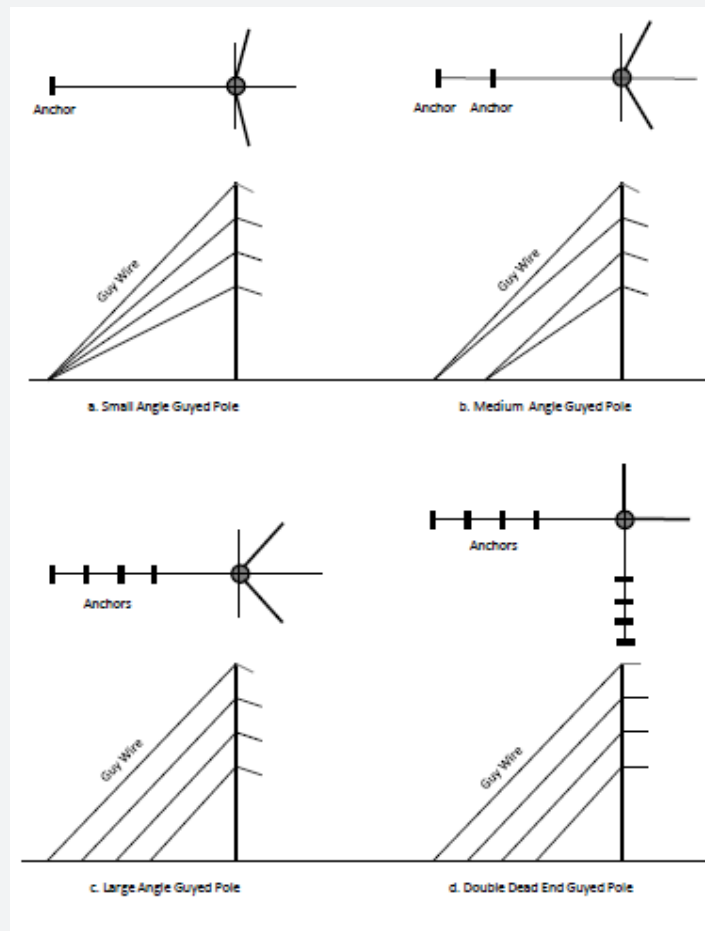 Anchor
Anchor Anchor
Guy Wire
Guy Wire
a. Small Angle Guyed Pole
b. Medium Angle Guyed Pole
Anchors
Anchors
Guy Wire
Guy Wire
c. Large Angle Guyed Pole
d. Double Dead End Guyed Pole